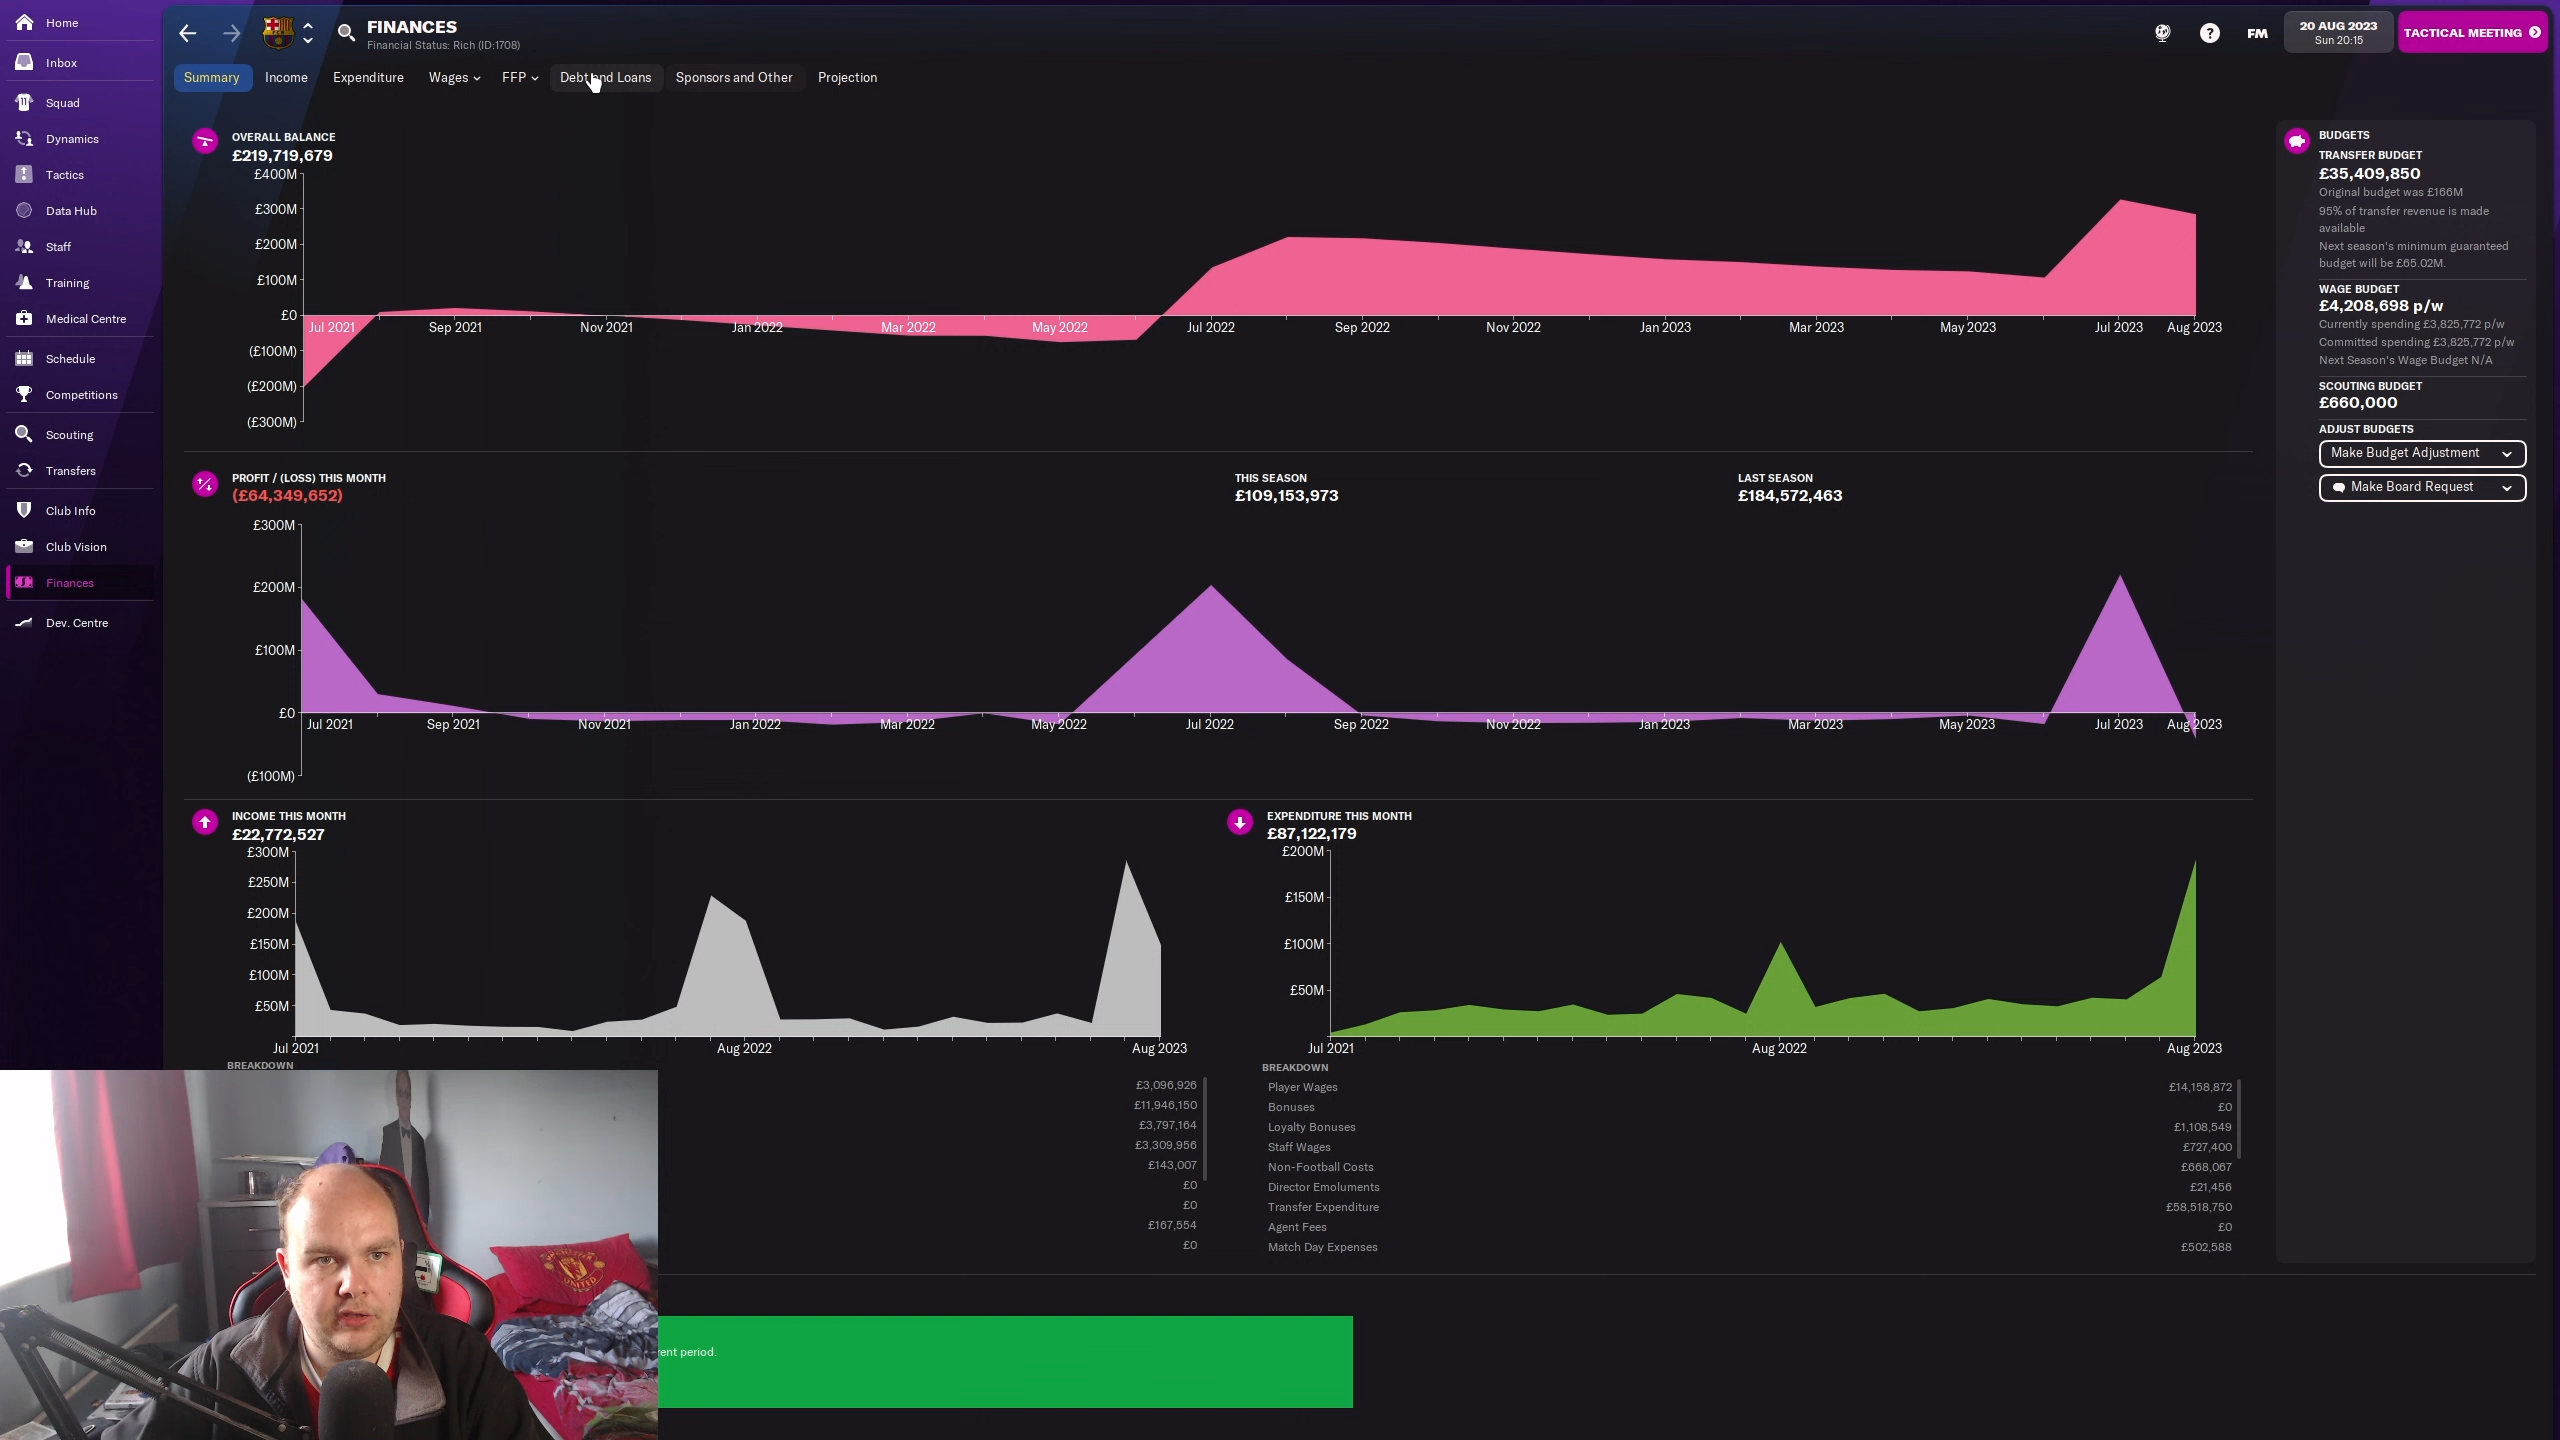 Home
Inbox
Squad
Dynamics
Tactics
Data Hub
Staff
Training
Medical Centre
Schedule
Competitions
Scouting
Transfers
Club Info
Club Vision
Finances
Dev. Centre
FINANCES
Financial Status: Rich (ID:1708)
FM
20 AUG 2023
Sun 20:15
TACTICAL MEETING
Summary Income Expenditure Wages FFP Debt and Loans Sponsors and Other Projection
OVERALL BALANCE
£219,719,679
£400M
£300M
£200M
£100M
£0
(£100M)
(£200M)
(£300M)
Jul 2021 Sep 2021 Nov 2021 Jan 2022 Mar 2022 May 2022 Jul 2022 Sep 2022 Nov 2022 Jan 2023 Mar 2023 May 2023 Jul 2023 Aug 2023
PROFIT / (LOSS) THIS MONTH
(£64,349,652)
THIS SEASON
£109,153,973
LAST SEASON
£184,572,463
£300M
£200M
£100M
£0
(£100M)
Jul 2021 Sep 2021 Nov 2021 Jan 2022 Mar 2022 May 2022 Jul 2022 Sep 2022 Nov 2022 Jan 2023 Mar 2023 May 2023 Jul 2023 Aug 2023
INCOME THIS MONTH
£22,772,527
£300M
£250M
£200M
£150M
£100M
£50M
Jul 2021 Aug 2022 Aug 2023
BREAKDOWN
£3,096,926
£11,946,150
£3,797,164
£3,309,956
£143,007
£0
£0
£167,554
£0
EXPENDITURE THIS MONTH
£87,122,179
£200M
£150M
£100M
£50M
Jul 2021 Aug 2022 Aug 2023
BREAKDOWN
Player Wages £14,158,872
Bonuses £0
Loyalty Bonuses £1,108,549
Staff Wages £727,400
Non-Football Costs £668,067
Director Emoluments £21,456
Transfer Expenditure £58,518,750
Agent Fees £0
Match Day Expenses £502,588
rent period.
BUDGETS
TRANSFER BUDGET
£35,409,850
Original budget was £166M
95% of transfer revenue is made
available
Next season's minimum guaranteed
budget will be £65.02M.
WAGE BUDGET
£4,208,698 p/w
Currently spending £3,825,772 p/w
Committed spending £3,825,772 p/w
Next Season's Wage Budget N/A
SCOUTING BUDGET
£660,000
ADJUST BUDGETS
Make Budget Adjustment
Make Board Request
UNITED